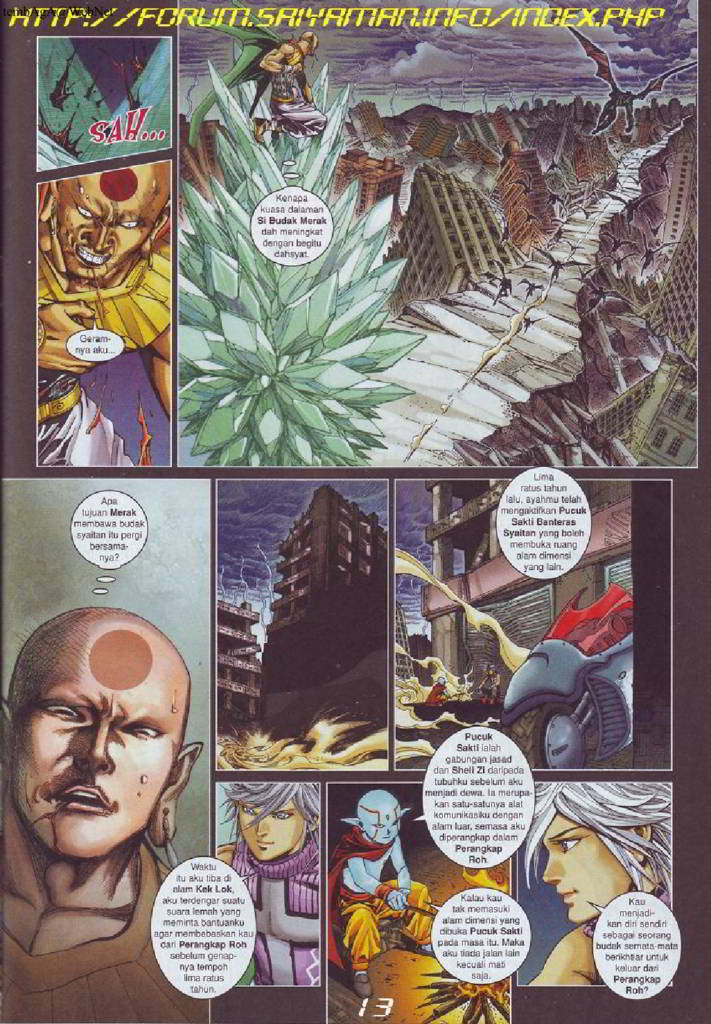 HTTP://FORUM.SAIYAMAN.INFO/INDEX.PHP
SAH...
Geram-
nya aku...
Kenapa
kuasa dalaman
Si Budak Merak
dah meningkat
dengan begitu
dahsyat.
Apa
tujuan Merak
membawa budak
syaitan itu pergi
bersama-
nya?
Lima
ratus tahun
lalu, ayahmu telah
mengaktifkan Pucuk
Sakti Banteras
Syaitan yang boleh
membuka ruang
alam dimensi
yang lain.
Pucuk
Sakti ialah
gabungan jasad
dan Sheli Zi daripada
tubuhku sebelum aku
menjadi dewa. Ia merupa-
kan satu-satunya alat
komunikasiku dengan
alam luar, semasa aku
diperangkap dalam
Perangkap
Roh.
Waktu
itu aku tiba di
alam Kek Lok,
aku terdengar suatu
suara lemah yang
meminta bantuanku
agar membebaskan kau
dari Perangkap Roh
sebelum genap-
nya tempoh
lima ratus
tahun.
Kalau kau
tak memasuki
alam dimensi yang
dibuka Pucuk Sakti
pada masa itu. Maka
tiada jalan lain
kecuali mati
saja.
Kau
menjadi-
kan diri sendiri
sebagai seorang
budak semata-mata
berikhtiar untuk
keluar dari
Perangkap
Roh?
13